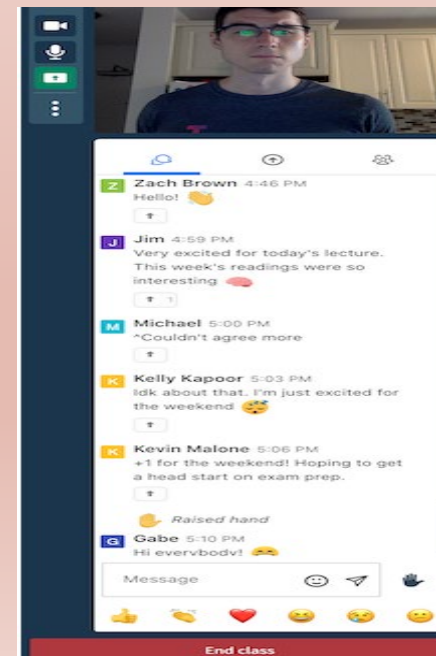 Z Zach Brown 4:46 PM
Hello!
J Jim 4:59 PM
Very excited for today's lecture.
This week's readings were so
interesting
1
M Michael 5:00 PM
^Couldn't agree more
K Kelly Kapoor 5:03 PM
Idk about that. I'm just excited for
the weekend
K Kevin Malone 5:06 PM
+1 for the weekend! Hoping to get
a head start on exam prep.
Raised hand
G Gabe 5:10 PM
Hi everybody!
Message
End class